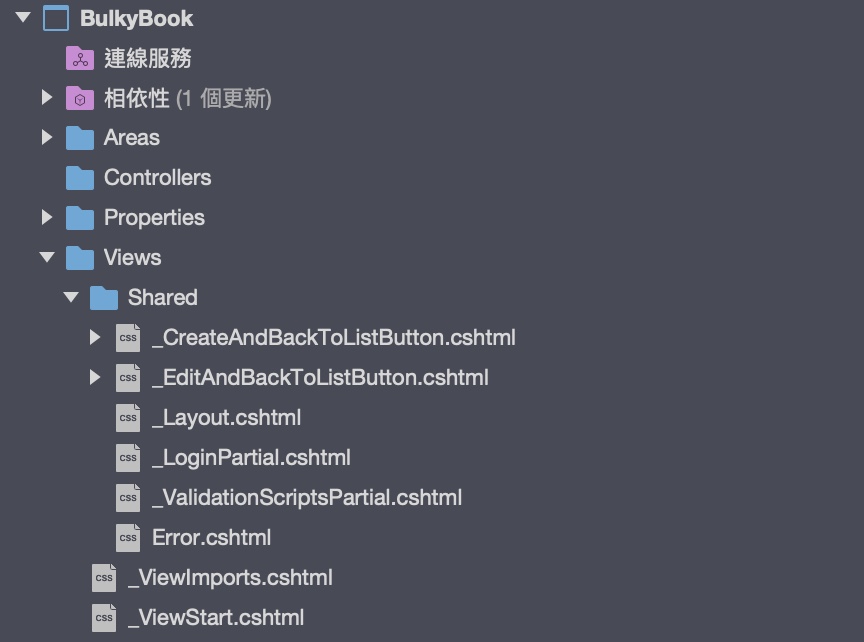 BulkyBook
連線服務
相依性 (1 個更新)
Areas
Controllers
Properties
Views
Shared
css _CreateAndBackToListButton.cshtml
css _EditAndBackToListButton.cshtml
css _Layout.cshtml
css _LoginPartial.cshtml
css _ValidationScriptsPartial.cshtml
css Error.cshtml
css _ViewImports.cshtml
css _ViewStart.cshtml